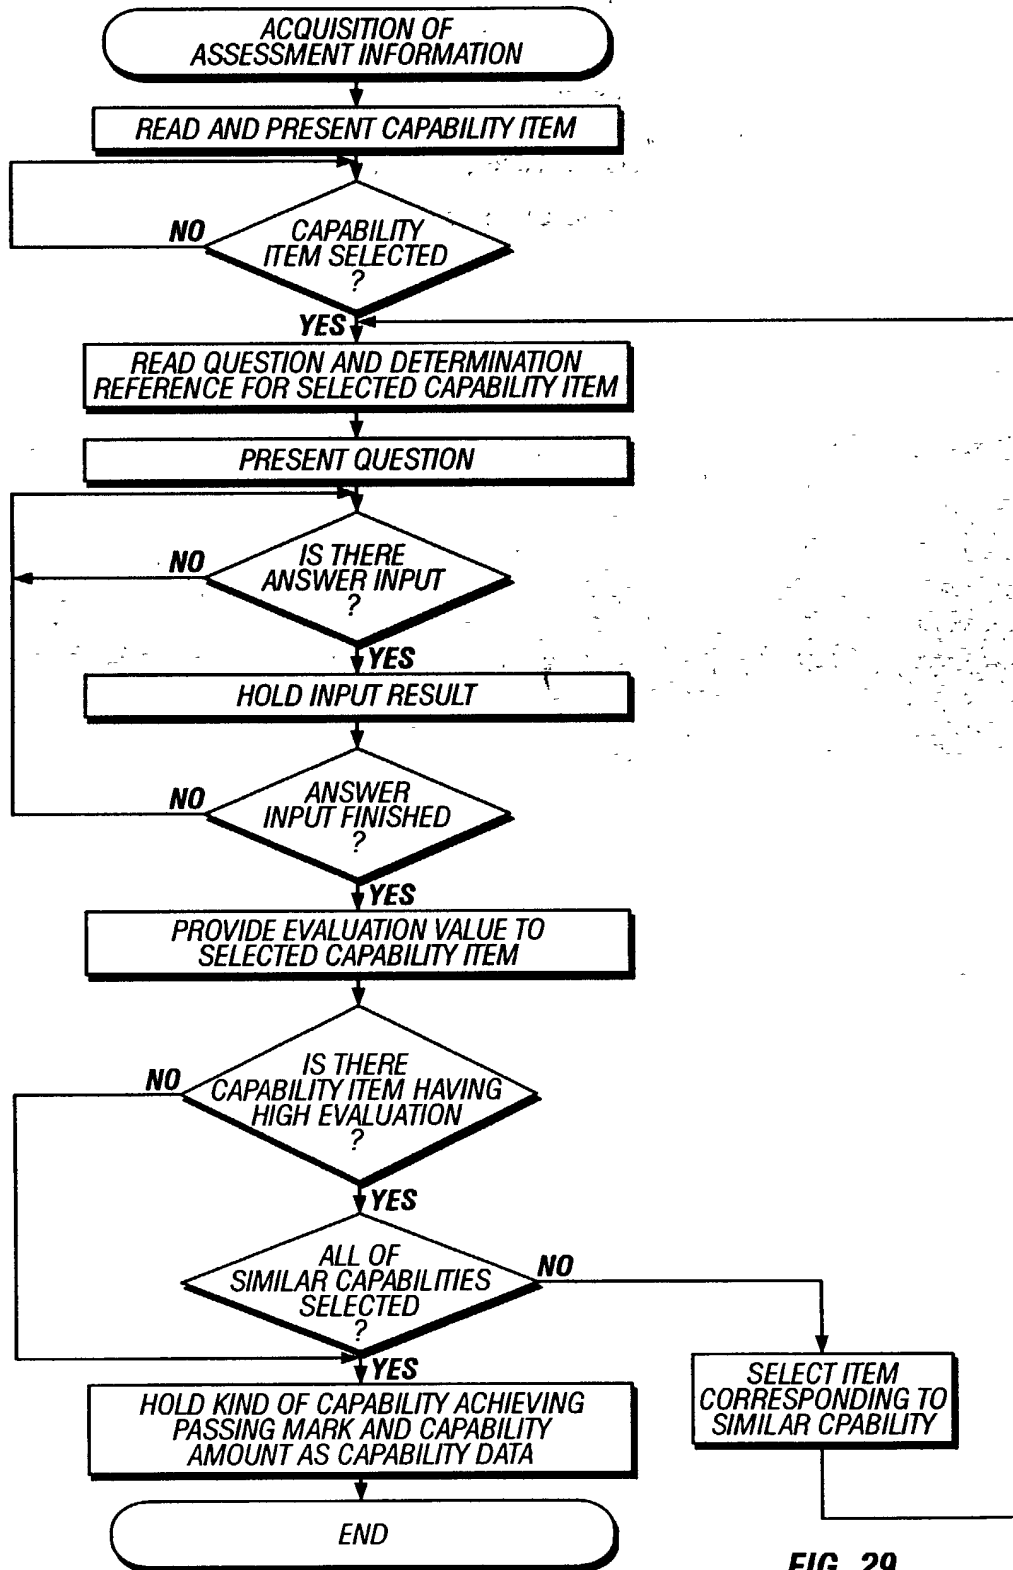 ACQUISITION OF
ASSESSMENT INFORMATION
READ AND PRESENT CAPABILITY ITEM
NO
CAPABILITY
ITEM SELECTED
?
YES
READ QUESTION AND DETERMINATION
REFERENCE FOR SELECTED CAPABILITY ITEM
PRESENT QUESTION
NO
IS THERE
ANSWER INPUT
?
YES
HOLD INPUT RESULT
NO
ANSWER
INPUT FINISHED
?
YES
PROVIDE EVALUATION VALUE TO
SELECTED CAPABILITY ITEM
NO
IS THERE
CAPABILITY ITEM HAVING
HIGH EVALUATION
?
YES
ALL OF
SIMILAR CAPABILITIES
SELECTED
?
NO
YES
SELECT ITEM
CORRESPONDING TO
SIMILAR CPABILITY
HOLD KIND OF CAPABILITY ACHIEVING
PASSING MARK AND CAPABILITY
AMOUNT AS CAPABILITY DATA
END
FIG. 29